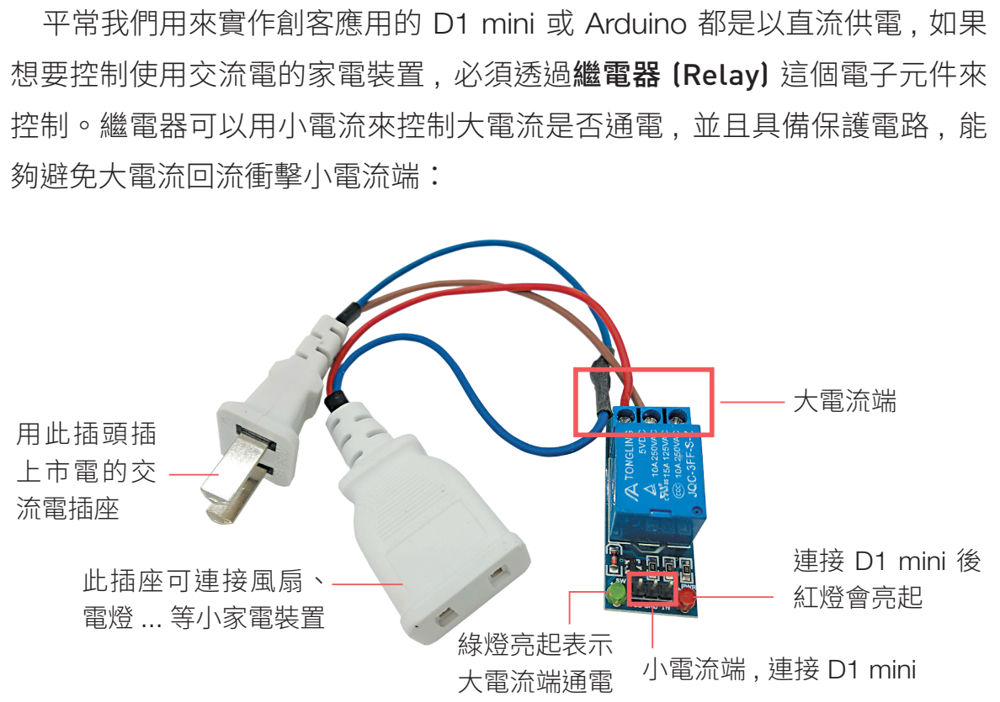 平常我們用來實作創客應用的 D1 mini 或 Arduino 都是以直流供電 , 如果
想要控制使用交流電的家電裝置 , 必須透過繼電器 (Relay) 這個電子元件來
控制。繼電器可以用小電流來控制大電流是否通電 , 並且具備保護電路 , 能
夠避免大電流回流衝擊小電流端：
大電流端
用此插頭插
上市電的交
流電插座
TONGLING
5VDC
10A 250VAC
15A 125VAC
10A 250VAC
JQC-3FF-S-Z
此插座可連接風扇、
電燈 ... 等小家電裝置
連接 D1 mini 後
紅燈會亮起
綠燈亮起表示
大電流端通電
小電流端 , 連接 D1 mini